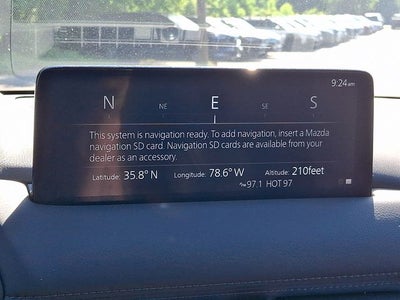 9:24am
N NE E SE S
This system is navigation ready. To add navigation, insert a Mazda
navigation SD card. Navigation SD cards are available from your
dealer as an accessory.
Latitude: 35.8° N Longitude: 78.6° W Altitude: 210feet
97.1 HOT 97